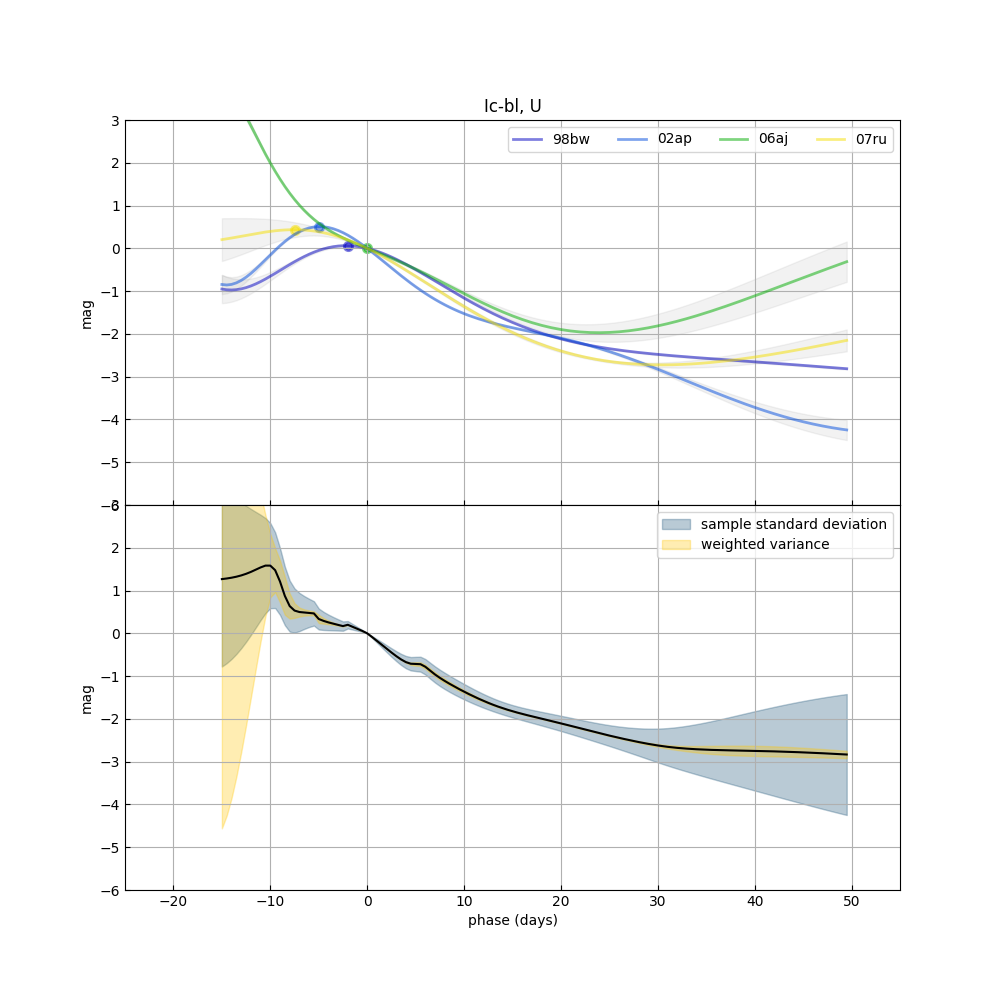 Ic-bl, U
98bw 02ap 06aj 07ru
3
2
1
0
−1
−2
−3
−4
−5
−6
mag
3
2
1
0
−1
−2
−3
−4
−5
−6
mag
sample standard deviation
weighted variance
−20 −10 0 10 20 30 40 50
phase (days)